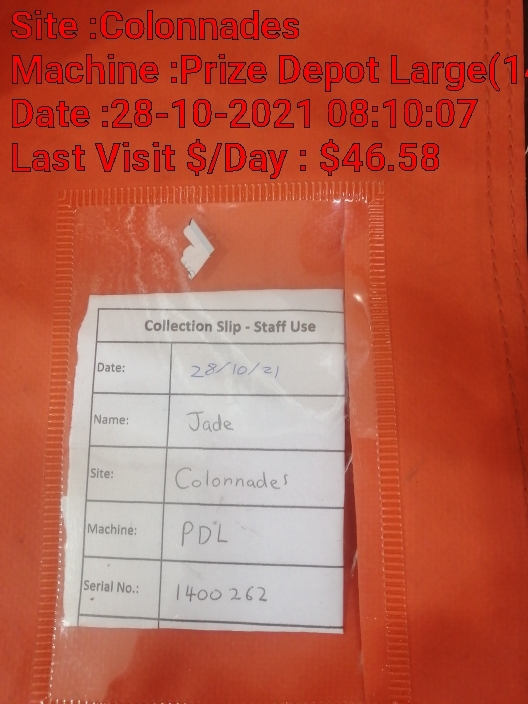 Site :Colonnades
Machine :Prize Depot Large(14
Date :28-10-2021 08:10:07
Last Visit $/Day : $46.58
Collection Slip - Staff Use
Date: 28/10/21
Name: Jade
Site: Colonnades
Machine: PDL
Serial No.: 1400262